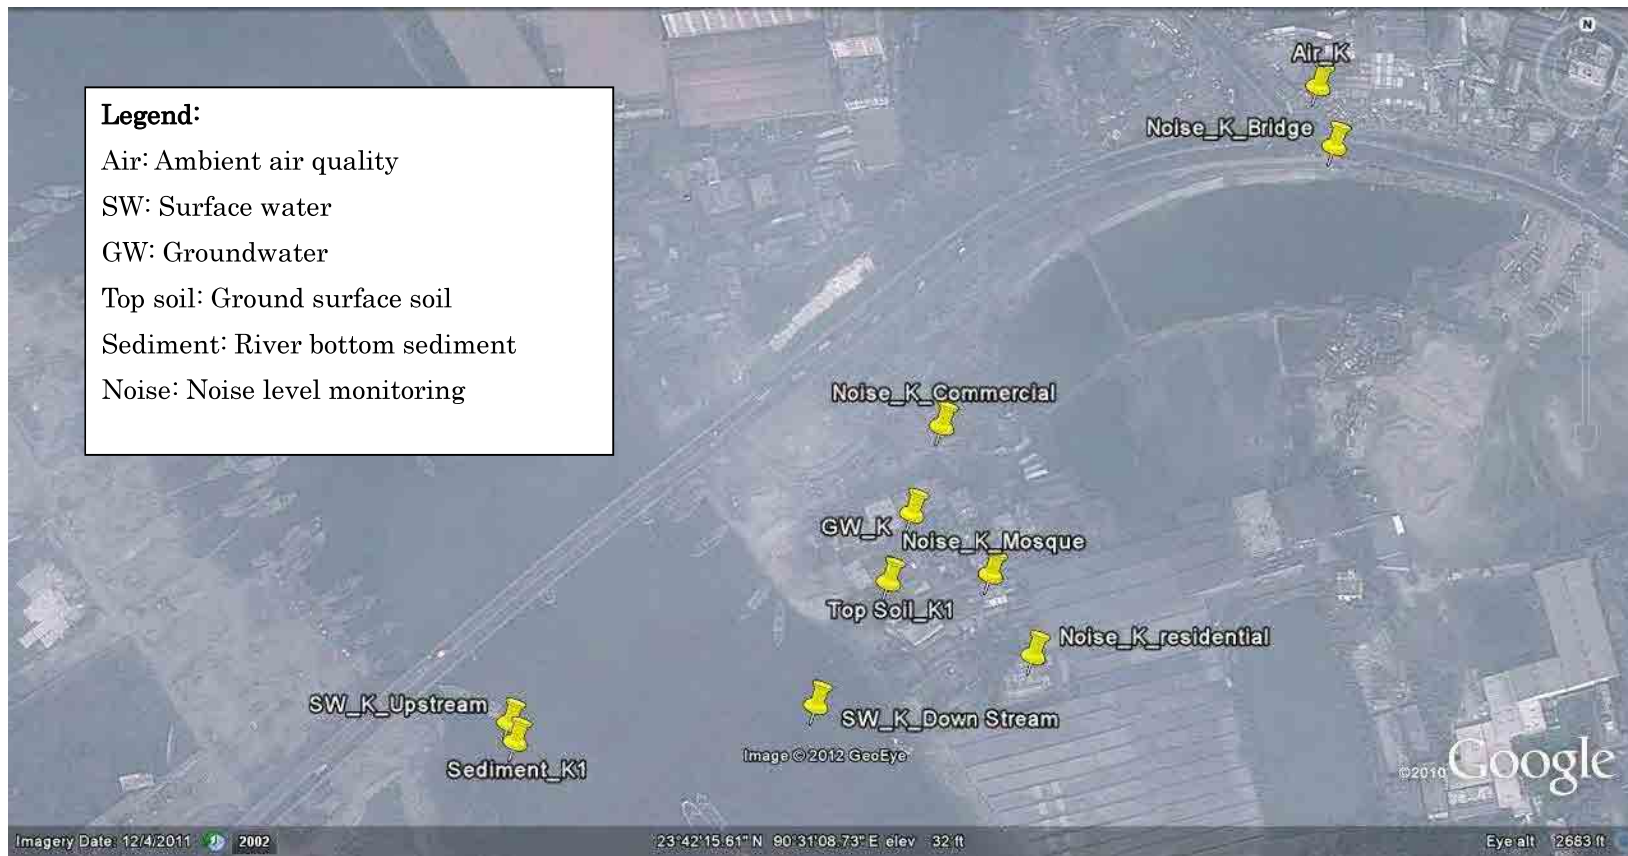 N
Air_K
Noise_K_Bridge
Legend:
Air: Ambient air quality
SW: Surface water
GW: Groundwater
Top soil: Ground surface soil
Sediment: River bottom sediment
Noise: Noise level monitoring
Noise_K_Commercial
GW_K
Noise_K_Mosque
Top Soil_K1
Noise_K_residential
SW_K_Upstream
SW_K_Down Stream
Sediment_K1
Image © 2012 GeoEye
©2010 Google
Imagery Date: 12/4/2011 2002 23°42'15.61" N 90°31'08.73" E elev 32 ft Eye alt 2683 ft